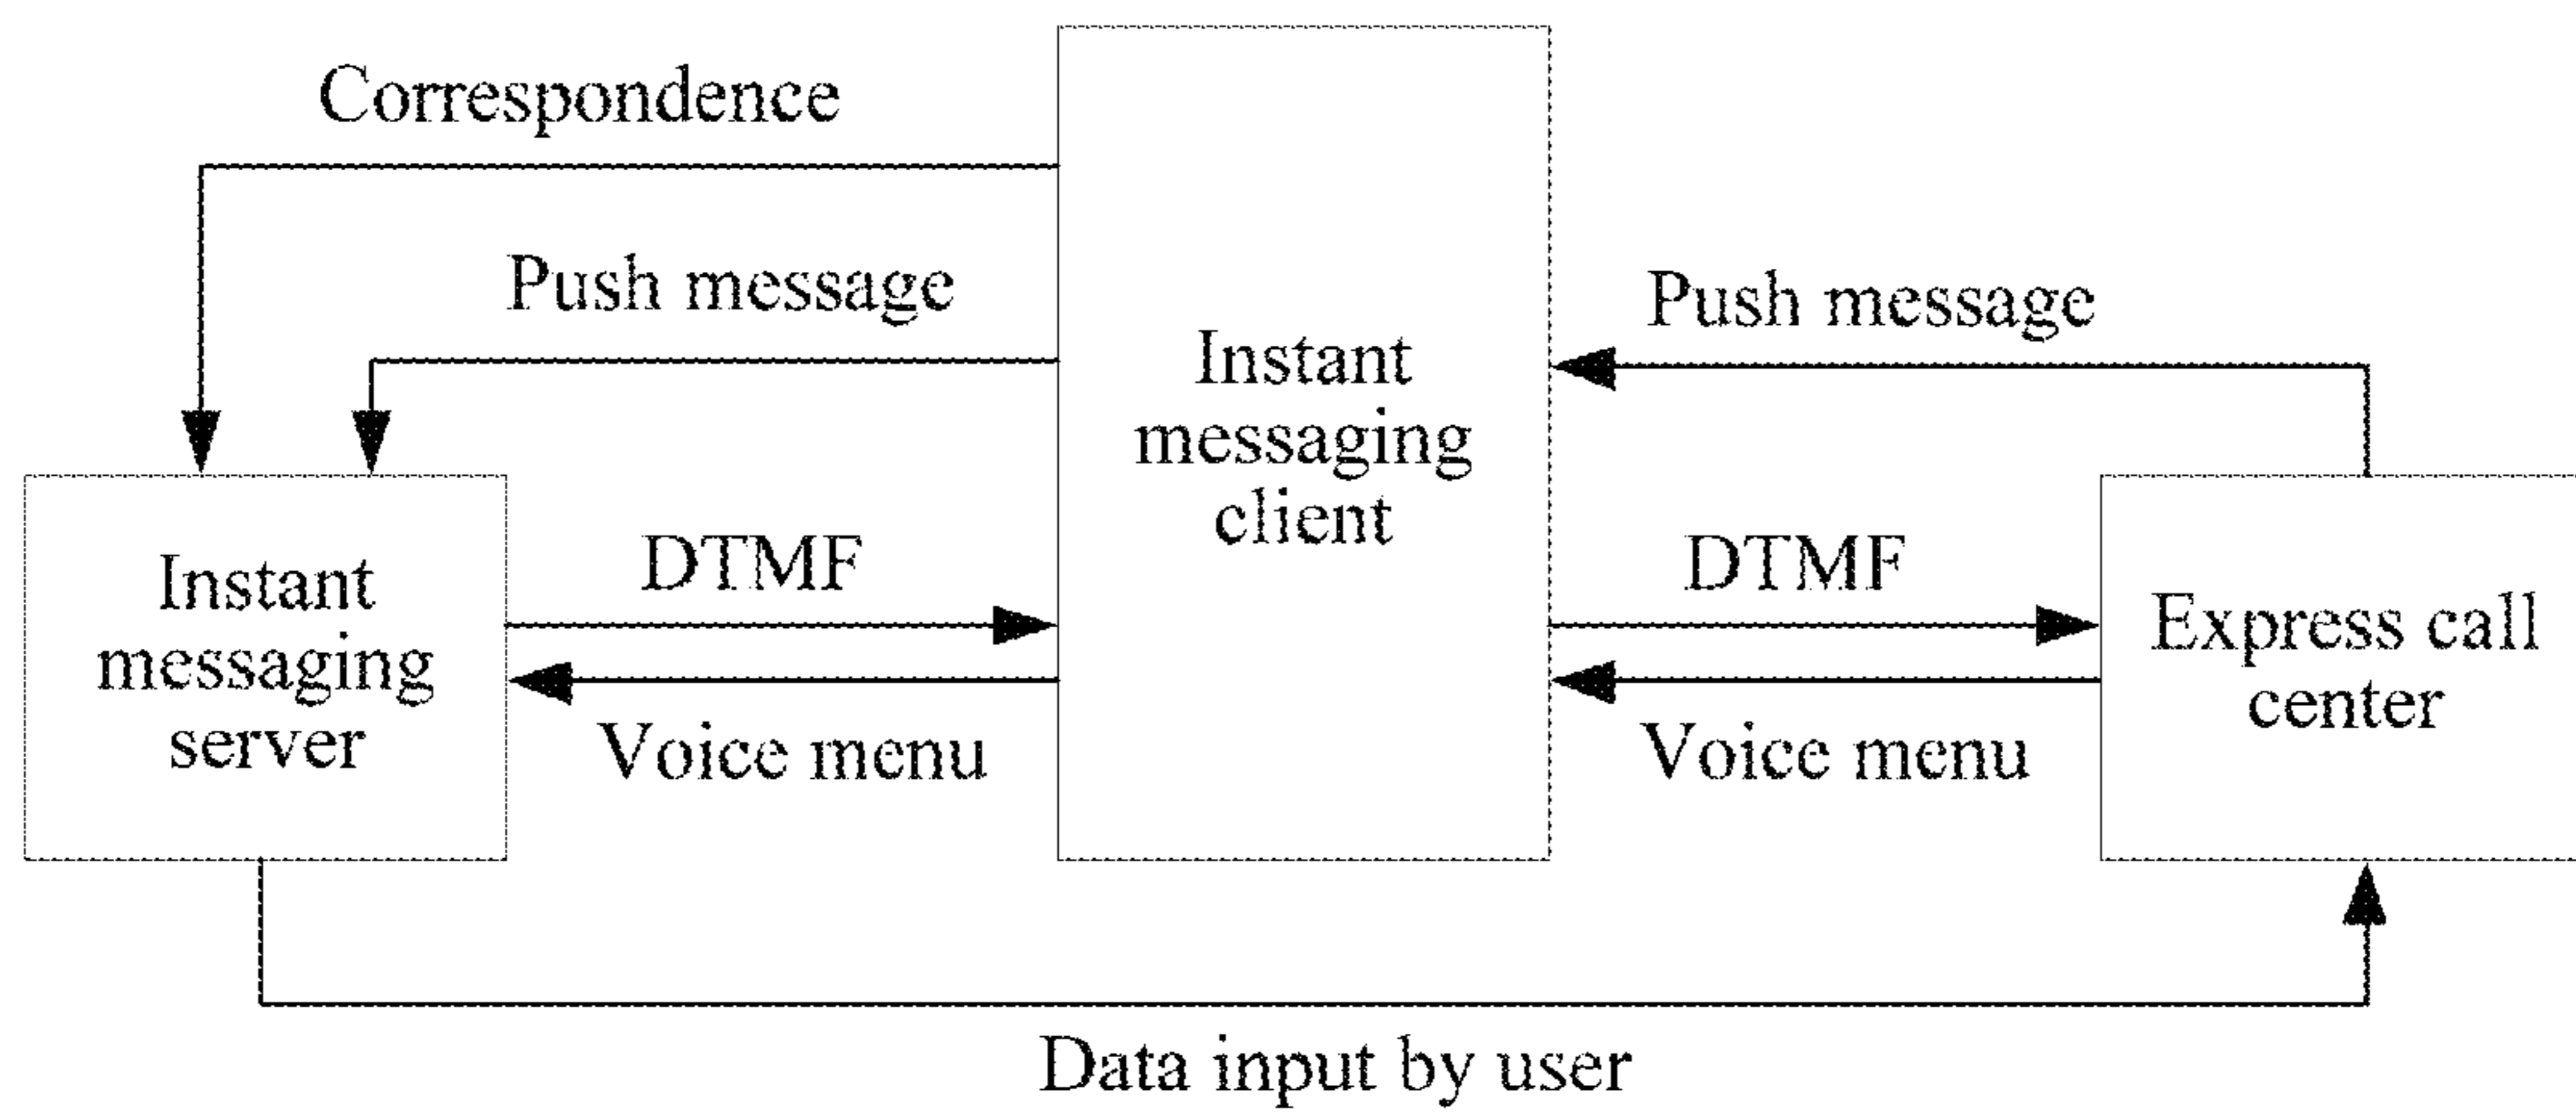 Correspondence
Push message
Push message
Instant
messaging
client
DTMF
DTMF
Instant
messaging
server
Express call
center
Voice menu
Voice menu
Data input by user